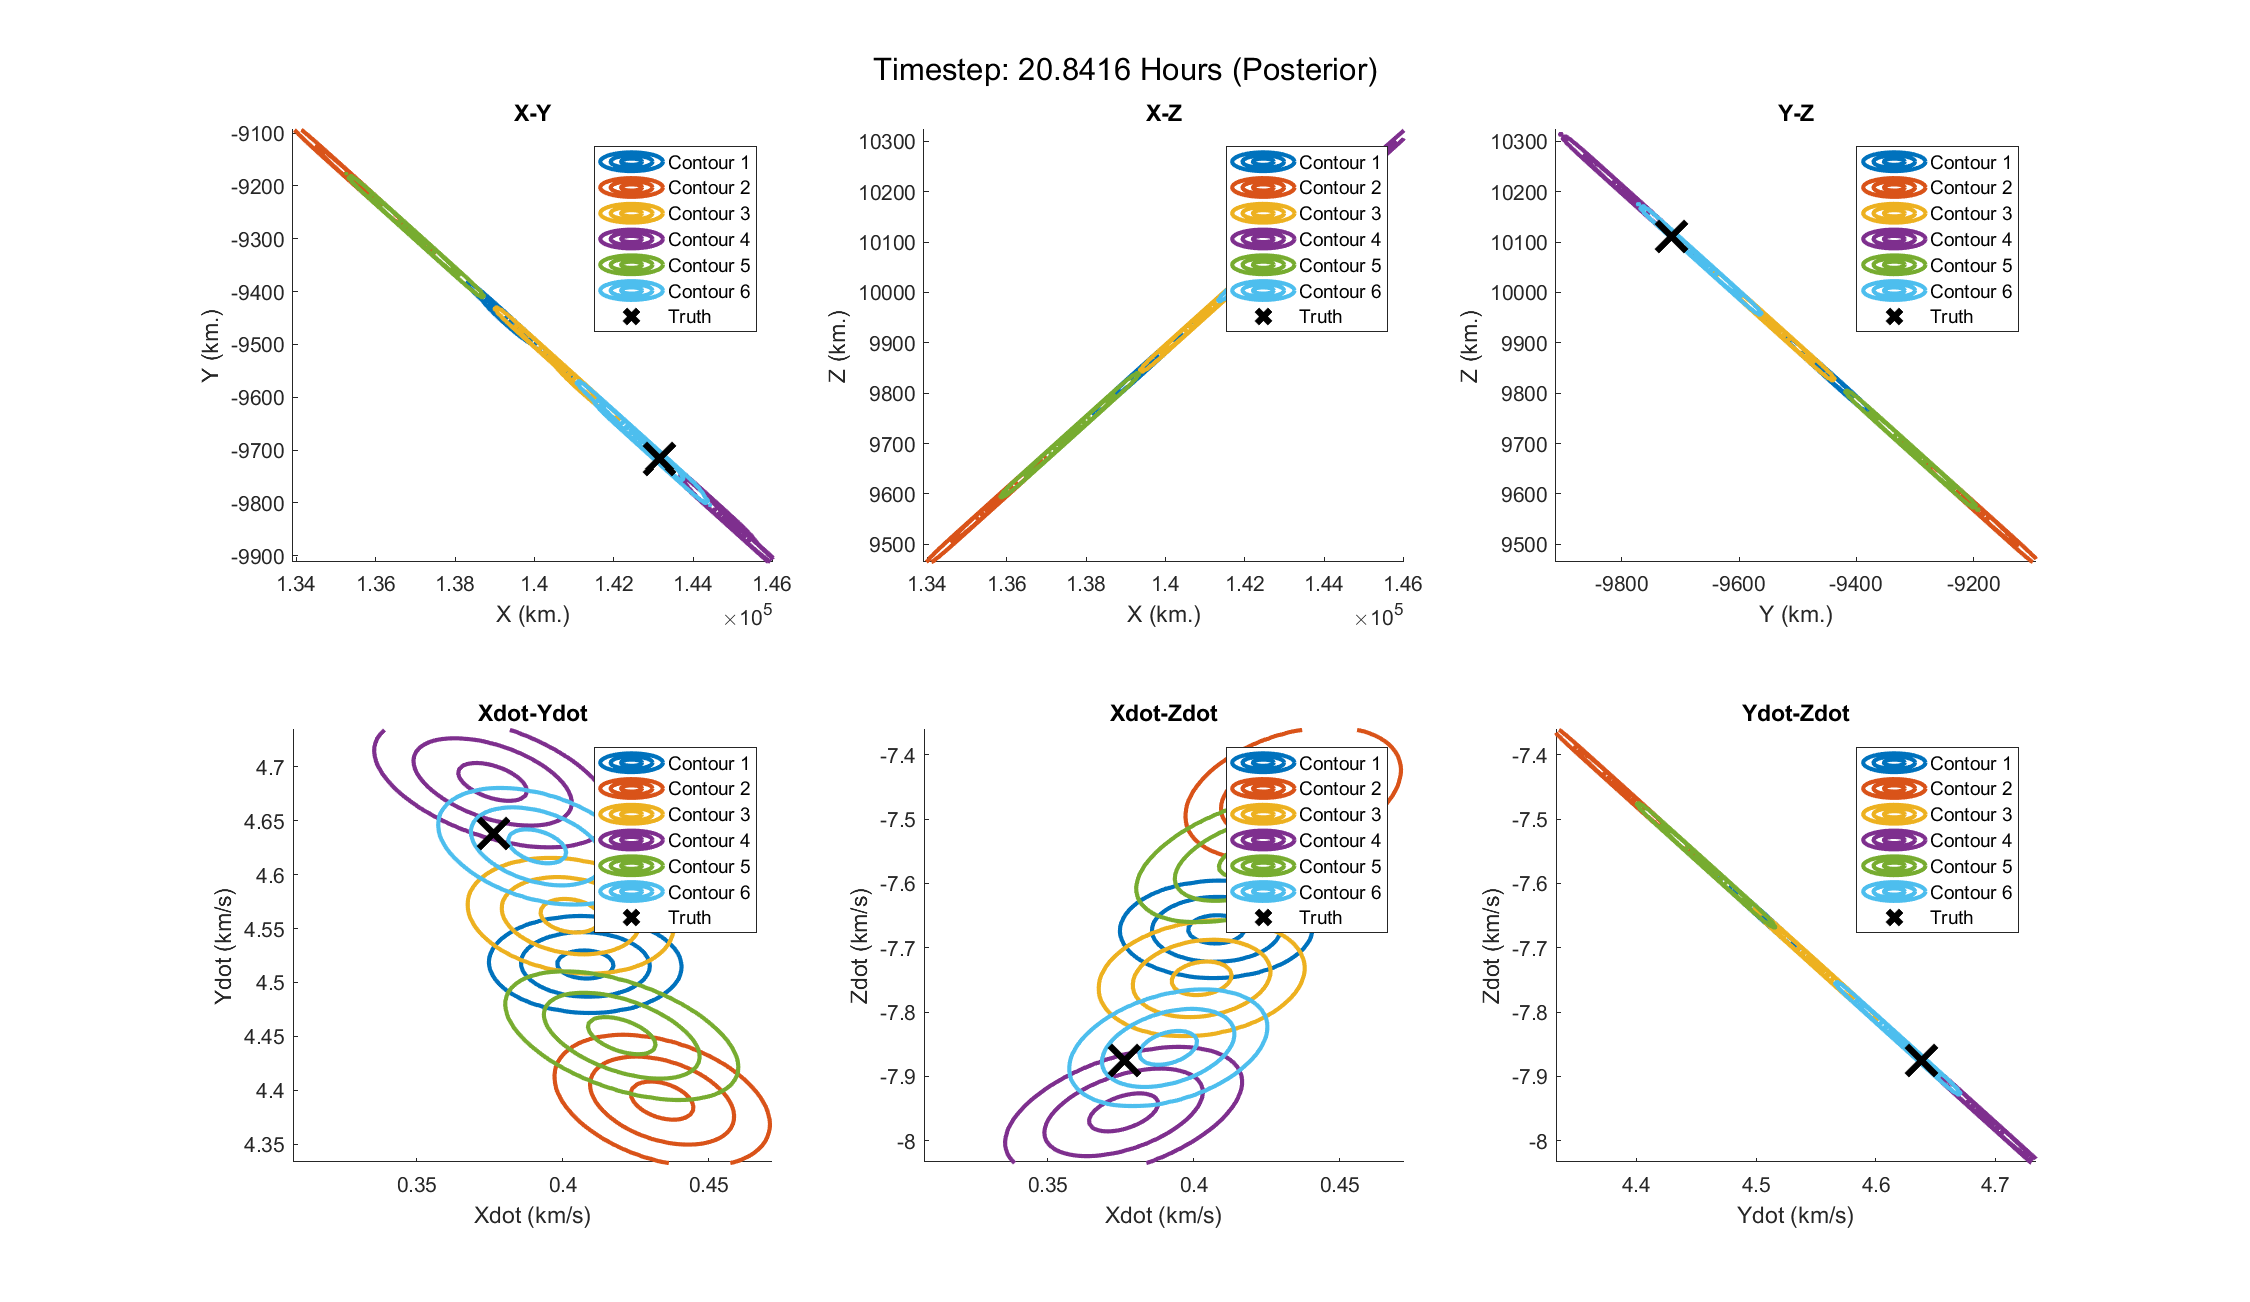 Timestep: 20.8416 Hours (Posterior)
X-Y
-9100
-9200
-9300
-9400
-9500
-9600
-9700
-9800
-9900
Y (km.)
1.34 1.36 1.38 1.4 1.42 1.44 1.46
X (km.)
×10^5
Contour 1
Contour 2
Contour 3
Contour 4
Contour 5
Contour 6
Truth
X-Z
10300
10200
10100
10000
9900
9800
9700
9600
9500
Z (km.)
1.34 1.36 1.38 1.4 1.42 1.44 1.46
X (km.)
×10^5
Contour 1
Contour 2
Contour 3
Contour 4
Contour 5
Contour 6
Truth
Y-Z
10300
10200
10100
10000
9900
9800
9700
9600
9500
Z (km.)
-9800 -9600 -9400 -9200
Y (km.)
Contour 1
Contour 2
Contour 3
Contour 4
Contour 5
Contour 6
Truth
Xdot-Ydot
4.7
4.65
4.6
4.55
4.5
4.45
4.4
4.35
Ydot (km/s)
0.35 0.4 0.45
Xdot (km/s)
Contour 1
Contour 2
Contour 3
Contour 4
Contour 5
Contour 6
Truth
Xdot-Zdot
-7.4
-7.5
-7.6
-7.7
-7.8
-7.9
-8
Zdot (km/s)
0.35 0.4 0.45
Xdot (km/s)
Contour 1
Contour 2
Contour 3
Contour 4
Contour 5
Contour 6
Truth
Ydot-Zdot
-7.4
-7.5
-7.6
-7.7
-7.8
-7.9
-8
Zdot (km/s)
4.4 4.5 4.6 4.7
Ydot (km/s)
Contour 1
Contour 2
Contour 3
Contour 4
Contour 5
Contour 6
Truth